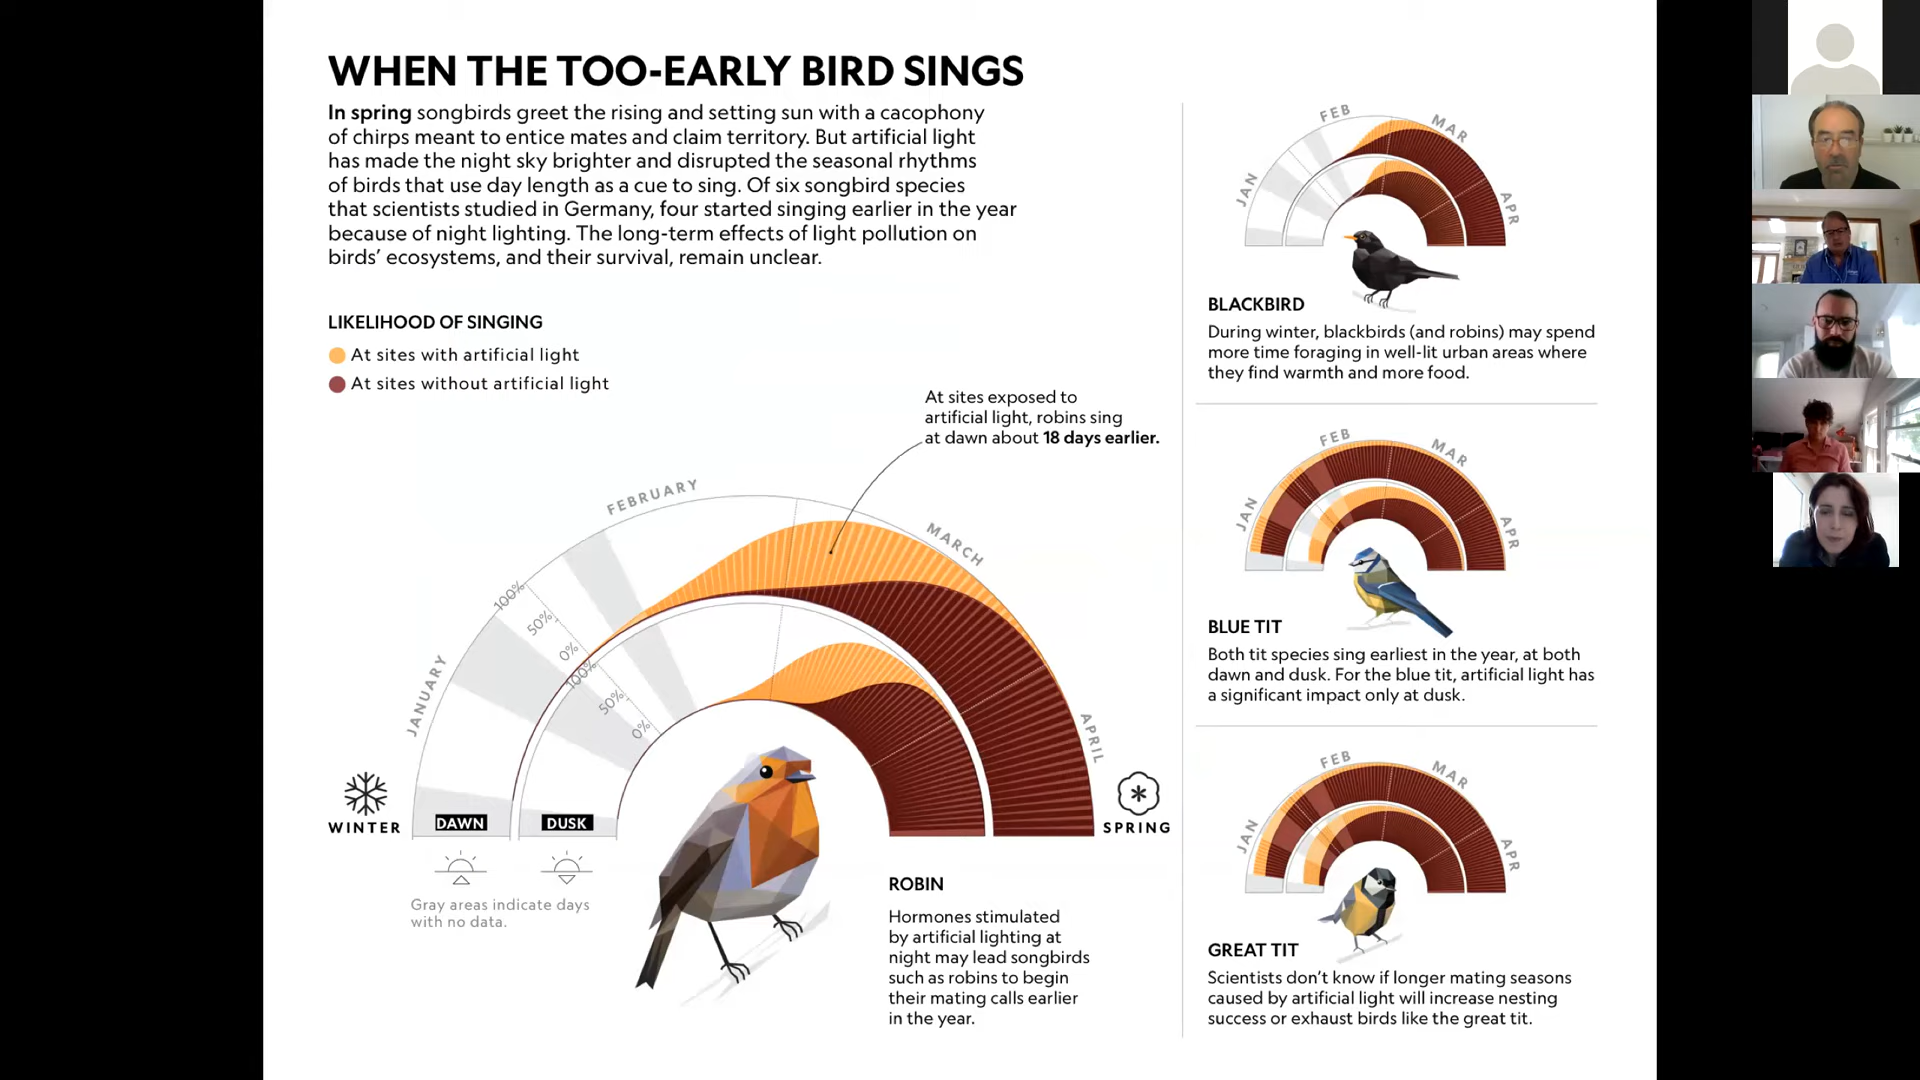 WHEN THE TOO-EARLY BIRD SINGS
In spring songbirds greet the rising and setting sun with a cacophony
of chirps meant to entice mates and claim territory. But artificial light
has made the night sky brighter and disrupted the seasonal rhythms
of birds that use day length as a cue to sing. Of six songbird species
that scientists studied in Germany, four started singing earlier in the year
because of night lighting. The long-term effects of light pollution on
birds’ ecosystems, and their survival, remain unclear.
LIKELIHOOD OF SINGING
At sites with artificial light
At sites without artificial light
At sites exposed to
artificial light, robins sing
at dawn about 18 days earlier.
JANUARY
FEBRUARY
MARCH
APRIL
100%
50%
0%
100%
50%
0%
WINTER
DAWN
DUSK
SPRING
Gray areas indicate days
with no data.
ROBIN
Hormones stimulated
by artificial lighting at
night may lead songbirds
such as robins to begin
their mating calls earlier
in the year.
JAN
FEB
MAR
APR
BLACKBIRD
During winter, blackbirds (and robins) may spend
more time foraging in well-lit urban areas where
they find warmth and more food.
JAN
FEB
MAR
APR
BLUE TIT
Both tit species sing earliest in the year, at both
dawn and dusk. For the blue tit, artificial light has
a significant impact only at dusk.
JAN
FEB
MAR
APR
GREAT TIT
Scientists don’t know if longer mating seasons
caused by artificial light will increase nesting
success or exhaust birds like the great tit.